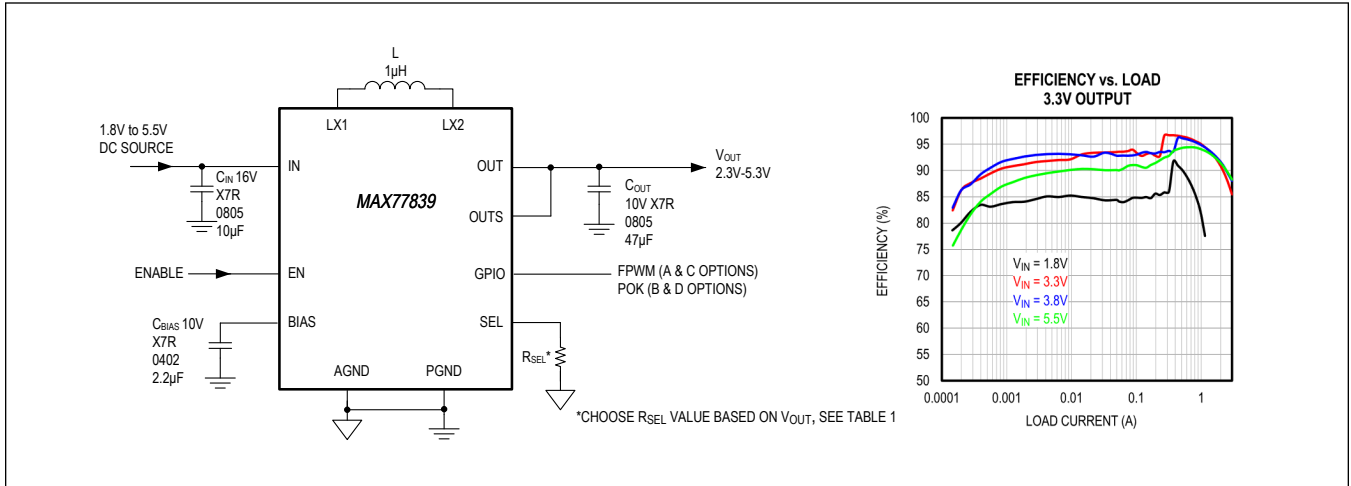 L
1µH
LX1
LX2
1.8V to 5.5V
DC SOURCE
IN
CIN 16V
X7R
0805
10µF
MAX77839
OUT
OUTS
VOUT
2.3V-5.3V
COUT
10V X7R
0805
47µF
ENABLE
EN
GPIO
FPWM (A & C OPTIONS)
POK (B & D OPTIONS)
BIAS
CBIAS 10V
X7R
0402
2.2µF
SEL
RSEL*
AGND
PGND
*CHOOSE RSEL VALUE BASED ON VOUT, SEE TABLE 1
EFFICIENCY vs. LOAD
3.3V OUTPUT
EFFICIENCY (%)
100
95
90
85
80
75
70
65
60
55
50
VIN = 1.8V
VIN = 3.3V
VIN = 3.8V
VIN = 5.5V
0.0001
0.001
0.01
0.1
1
LOAD CURRENT (A)